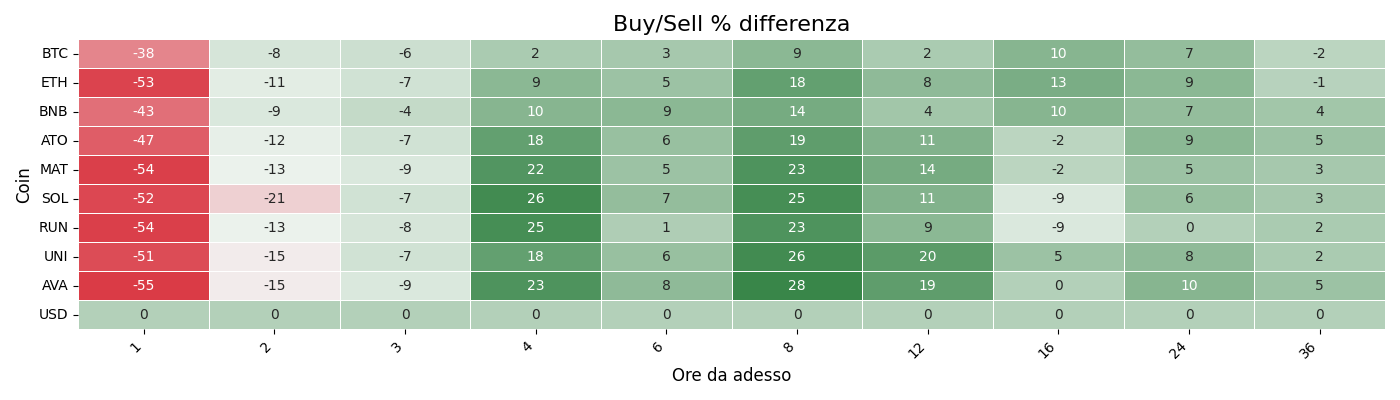 Buy/Sell % differenza
Coin
BTC -38 -8 -6 2 3 9 2 10 7 -2
ETH -53 -11 -7 9 5 18 8 13 9 -1
BNB -43 -9 -4 10 9 14 4 10 7 4
ATO -47 -12 -7 18 6 19 11 -2 9 5
MAT -54 -13 -9 22 5 23 14 -2 5 3
SOL -52 -21 -7 26 7 25 11 -9 6 3
RUN -54 -13 -8 25 1 23 9 -9 0 2
UNI -51 -15 -7 18 6 26 20 5 8 2
AVA -55 -15 -9 23 8 28 19 0 10 5
USD 0 0 0 0 0 0 0 0 0 0
1 2 3 4 6 8 12 16 24 36
Ore da adesso